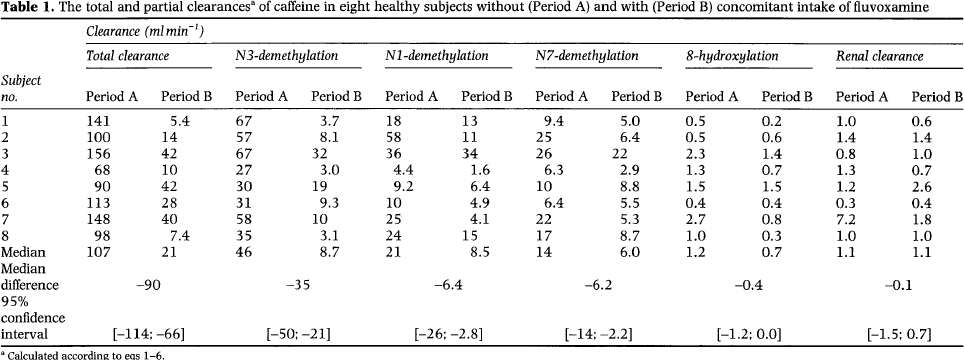 Table 1. The total and partial clearancesᵃ of caffeine in eight healthy subjects without (Period A) and with (Period B) concomitant intake of fluvoxamine
Clearance (ml min⁻¹)
Total clearance N3-demethylation N1-demethylation N7-demethylation 8-hydroxylation Renal clearance
Subject
no. Period A Period B Period A Period B Period A Period B Period A Period B Period A Period B Period A Period B
1 141 5.4 67 3.7 18 13 9.4 5.0 0.5 0.2 1.0 0.6
2 100 14 57 8.1 58 11 25 6.4 0.5 0.6 1.4 1.4
3 156 42 67 32 36 34 26 22 2.3 1.4 0.8 1.0
4 68 10 27 3.0 4.4 1.6 6.3 2.9 1.3 0.7 1.3 0.7
5 90 42 30 19 9.2 6.4 10 8.8 1.5 1.5 1.2 2.6
6 113 28 31 9.3 10 4.9 6.4 5.5 0.4 0.4 0.3 0.4
7 148 40 58 10 25 4.1 22 5.3 2.7 0.8 7.2 1.8
8 98 7.4 35 3.1 24 15 17 8.7 1.0 0.3 1.0 1.0
Median 107 21 46 8.7 21 8.5 14 6.0 1.2 0.7 1.1 1.1
Median
difference −90 −35 −6.4 −6.2 −0.4 −0.1
95%
confidence
interval [−114; −66] [−50; −21] [−26; −2.8] [−14; −2.2] [−1.2; 0.0] [−1.5; 0.7]
ᵃ Calculated according to eqs 1–6.